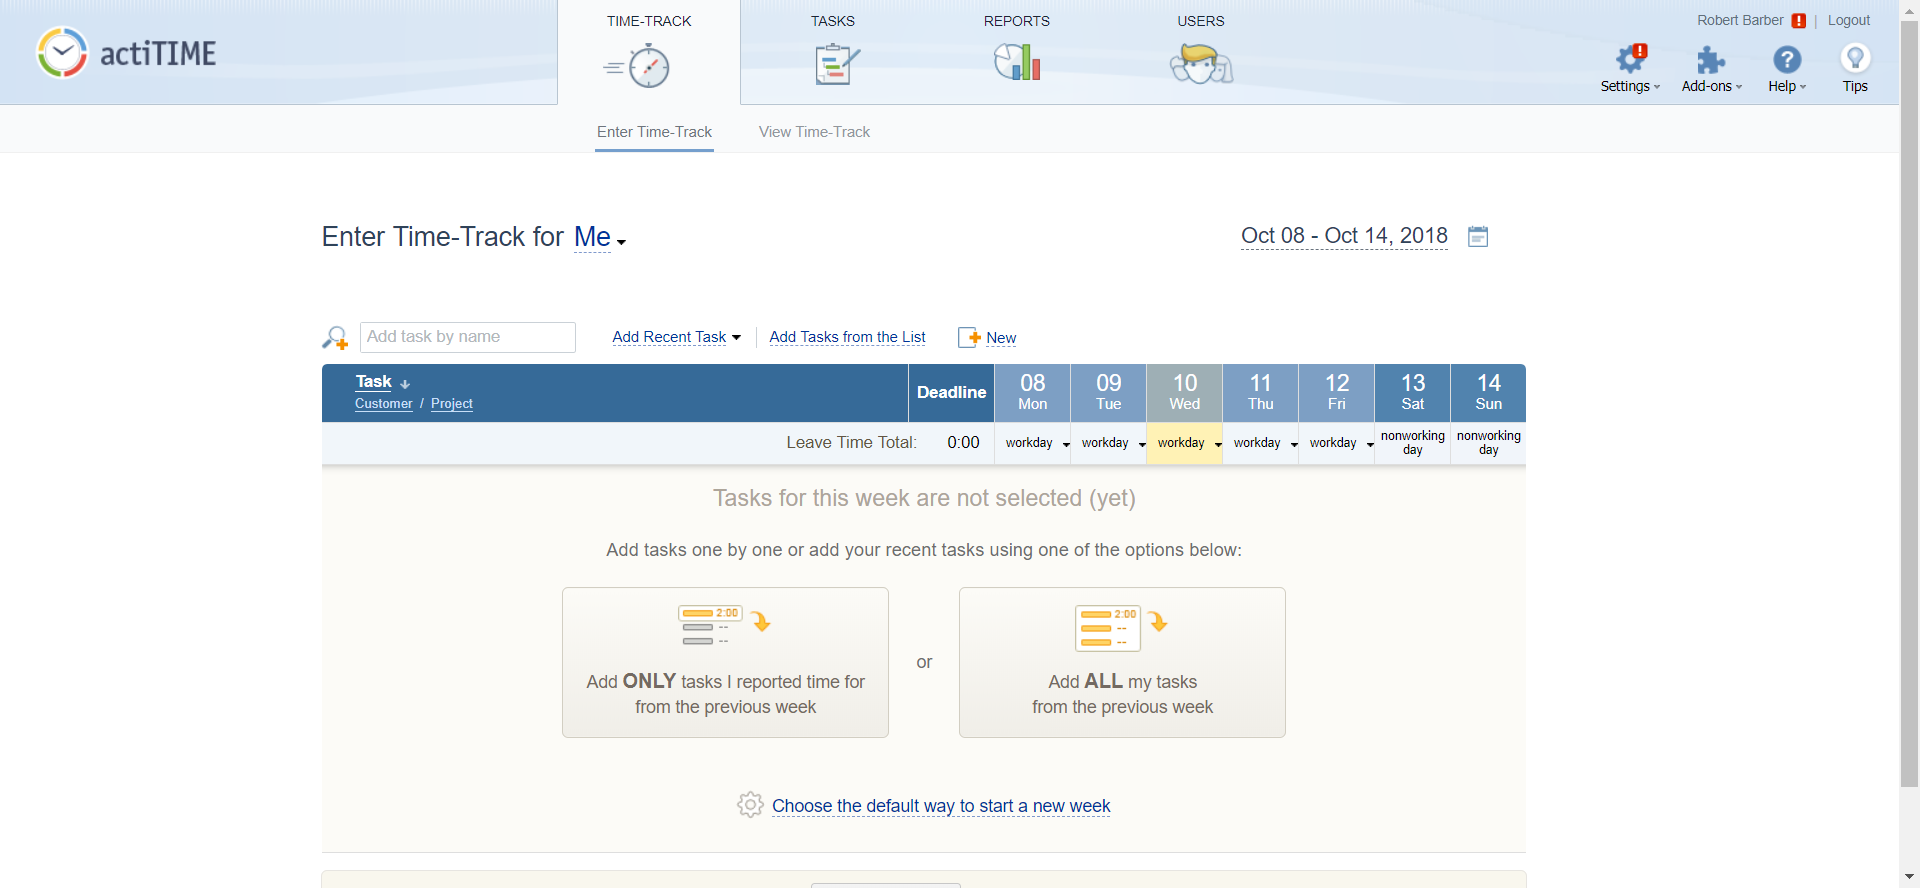 actiTIME
TIME-TRACK
TASKS
REPORTS
USERS
Robert Barber ! | Logout
Settings
Add-ons
Help
Tips
Enter Time-Track
View Time-Track
Enter Time-Track for Me
Oct 08 - Oct 14, 2018
Add task by name
Add Recent Task
Add Tasks from the List
New
Task
Customer / Project
Deadline
08 Mon
09 Tue
10 Wed
11 Thu
12 Fri
13 Sat
14 Sun
Leave Time Total: 0:00
workday
workday
workday
workday
workday
nonworking day
nonworking day
Tasks for this week are not selected (yet)
Add tasks one by one or add your recent tasks using one of the options below:
2:00
--
--
Add ONLY tasks I reported time for
from the previous week
or
2:00
--
--
Add ALL my tasks
from the previous week
Choose the default way to start a new week